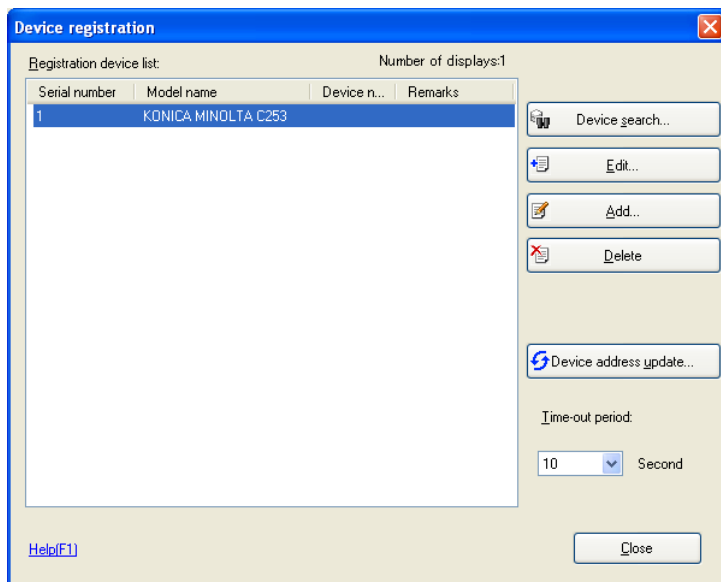 Device registration
Registration device list:
Number of displays:1
Serial number Model name Device n... Remarks
1 KONICA MINOLTA C253
Device search...
Edit...
Add...
Delete
Device address update...
Time-out period:
10 Second
Help(F1)
Close